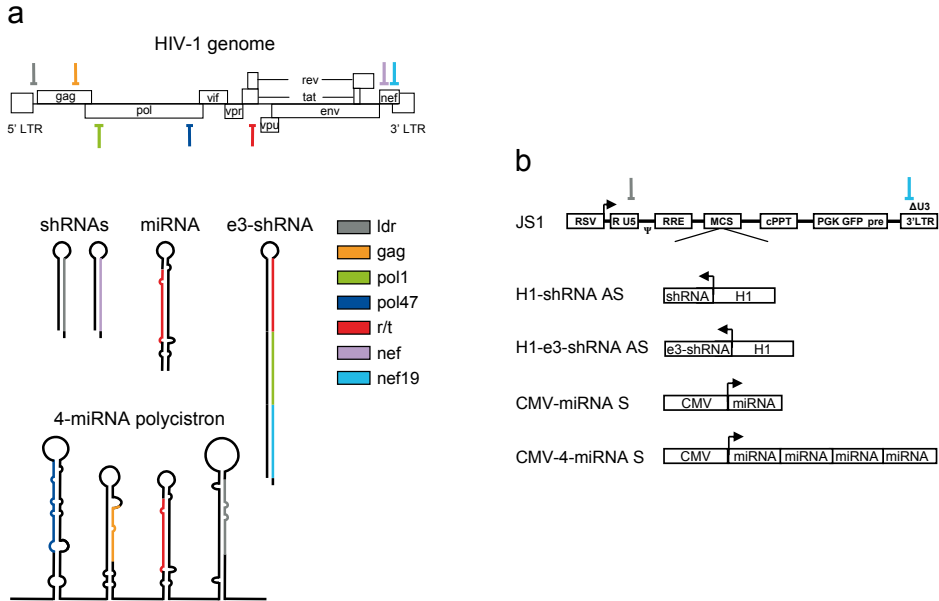 a
HIV-1 genome
rev
tat
gag
vif
nef
pol
vpr
env
vpu
5' LTR
3' LTR
shRNAs
miRNA
e3-shRNA
ldr
gag
pol1
pol47
r/t
nef
nef19
4-miRNA polycistron
b
ΔU3
JS1
RSV
R U5
RRE
MCS
cPPT
PGK GFP pre
3'LTR
Ψ
H1-shRNA AS
shRNA
H1
H1-e3-shRNA AS
e3-shRNA
H1
CMV-miRNA S
CMV
miRNA
CMV-4-miRNA S
CMV
miRNA
miRNA
miRNA
miRNA